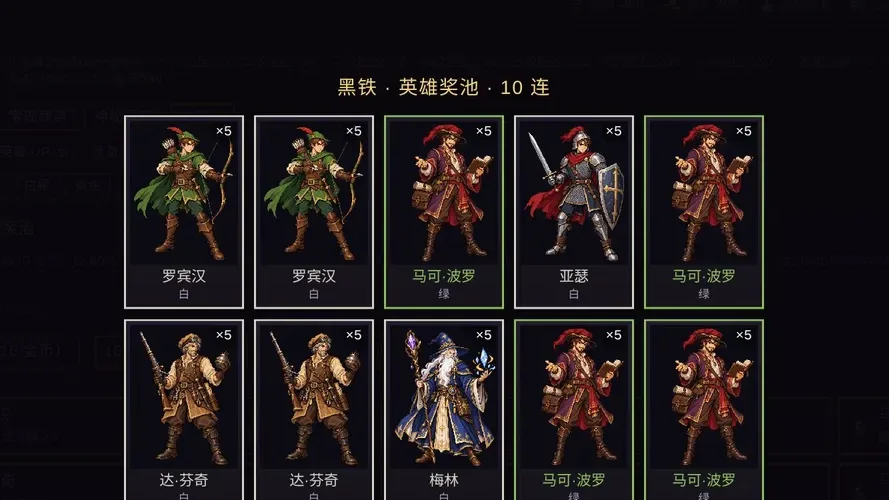 黑铁 · 英雄奖池 · 10 连
×5 ×5 ×5 ×5 ×5
罗宾汉 罗宾汉 马可·波罗 亚瑟 马可·波罗
白 白 绿 白 绿
×5 ×5 ×5 ×5 ×5
达·芬奇 达·芬奇 梅林 马可·波罗 马可·波罗
白 白 白 绿 绿